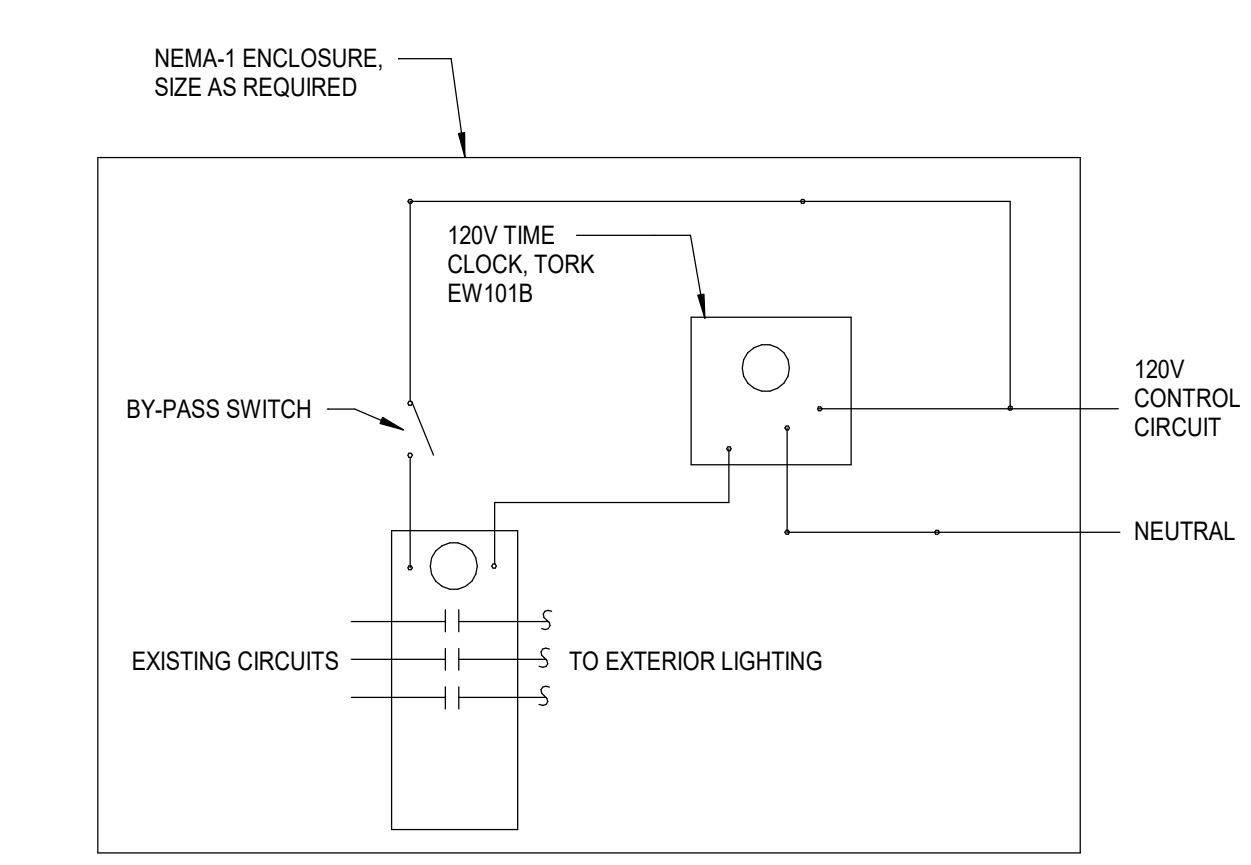 NEMA-1 ENCLOSURE,
SIZE AS REQUIRED
120V TIME
CLOCK, TORK
EW101B
120V
CONTROL
CIRCUIT
BY-PASS SWITCH
NEUTRAL
EXISTING CIRCUITS
TO EXTERIOR LIGHTING